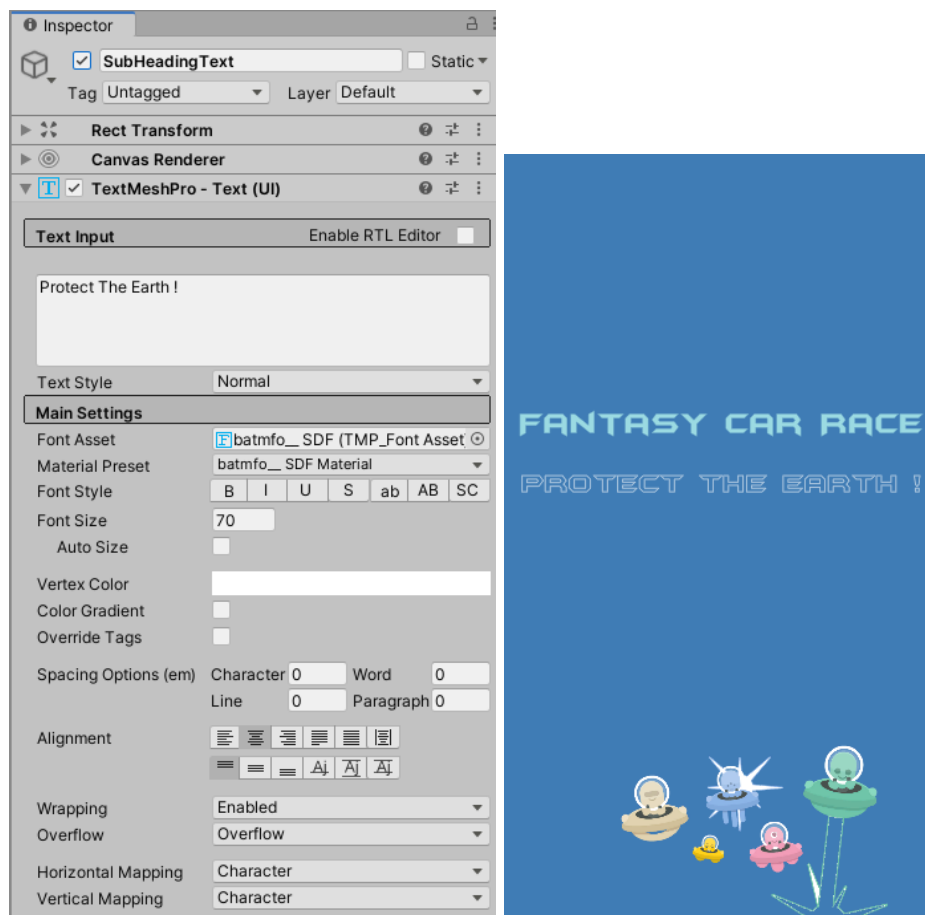 Inspector
SubHeadingText
Static
Tag Untagged Layer Default
Rect Transform
Canvas Renderer
T TextMeshPro - Text (UI)
Text Input Enable RTL Editor
Protect The Earth !
Text Style Normal
Main Settings
Font Asset F batmfo__ SDF (TMP_Font Asset
Material Preset batmfo__ SDF Material
Font Style B I U S ab AB SC
Font Size 70
Auto Size
Vertex Color
Color Gradient
Override Tags
Spacing Options (em) Character 0 Word 0
Line 0 Paragraph 0
Alignment
Wrapping Enabled
Overflow Overflow
Horizontal Mapping Character
Vertical Mapping Character
FANTASY CAR RACE
PROTECT THE EARTH !